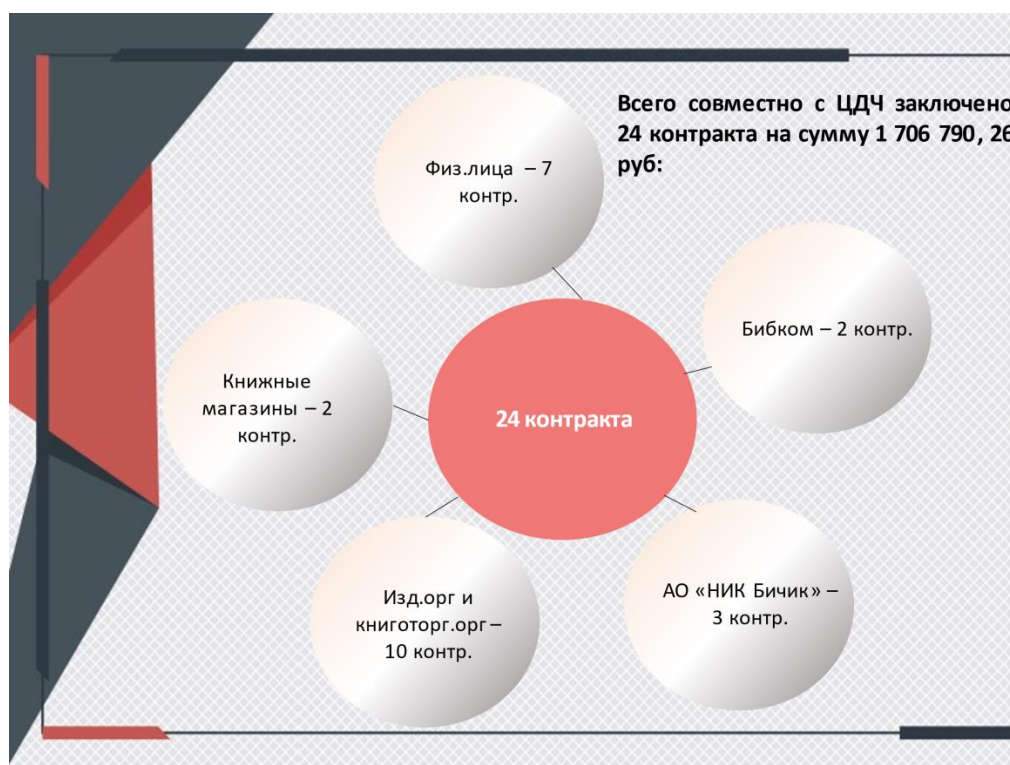 Всего совместно с ЦДЧ заключено
24 контракта на сумму 1 706 790, 26
руб:
Физ.лица – 7
контр.
Бибком – 2 контр.
Книжные
магазины – 2
контр.
24 контракта
Изд.орг и
книготорг.орг –
10 контр.
АО «НИК Бичик» –
3 контр.